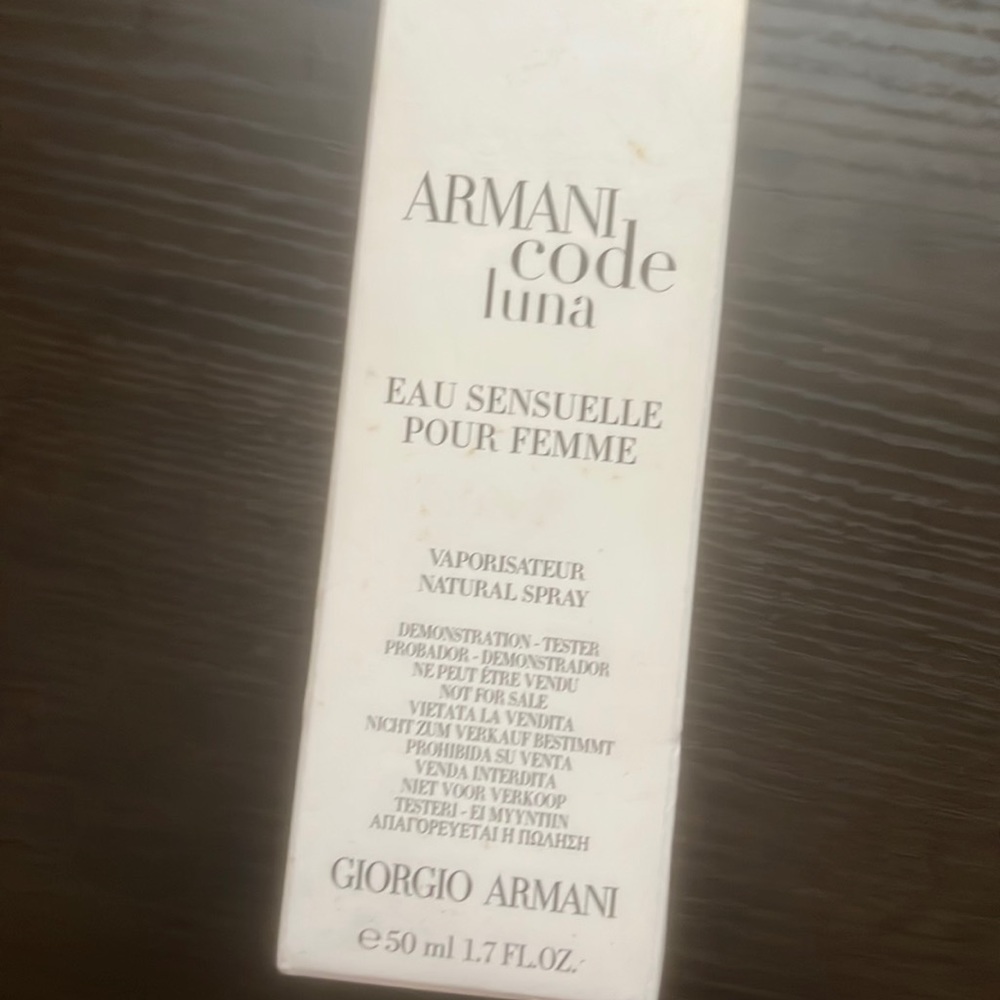 ARMANI
code
luna
EAU SENSUELLE
POUR FEMME
VAPORISATEUR
NATURAL SPRAY
DEMONSTRATION - TESTER
PROBADOR - DEMONSTRADOR
NE PEUT ÊTRE VENDU
NOT FOR SALE
VIETATA LA VENDITA
NICHT ZUM VERKAUF BESTIMMT
PROHIBIDA SU VENTA
VENDA INTERDITA
NIET VOOR VERKOOP
TESTERI - EI MYYNTIIN
ΑΠΑΓΟΡΕΥΕΤΑΙ Η ΠΩΛΗΣΗ
GIORGIO ARMANI
℮50 ml 1.7 FL.OZ.